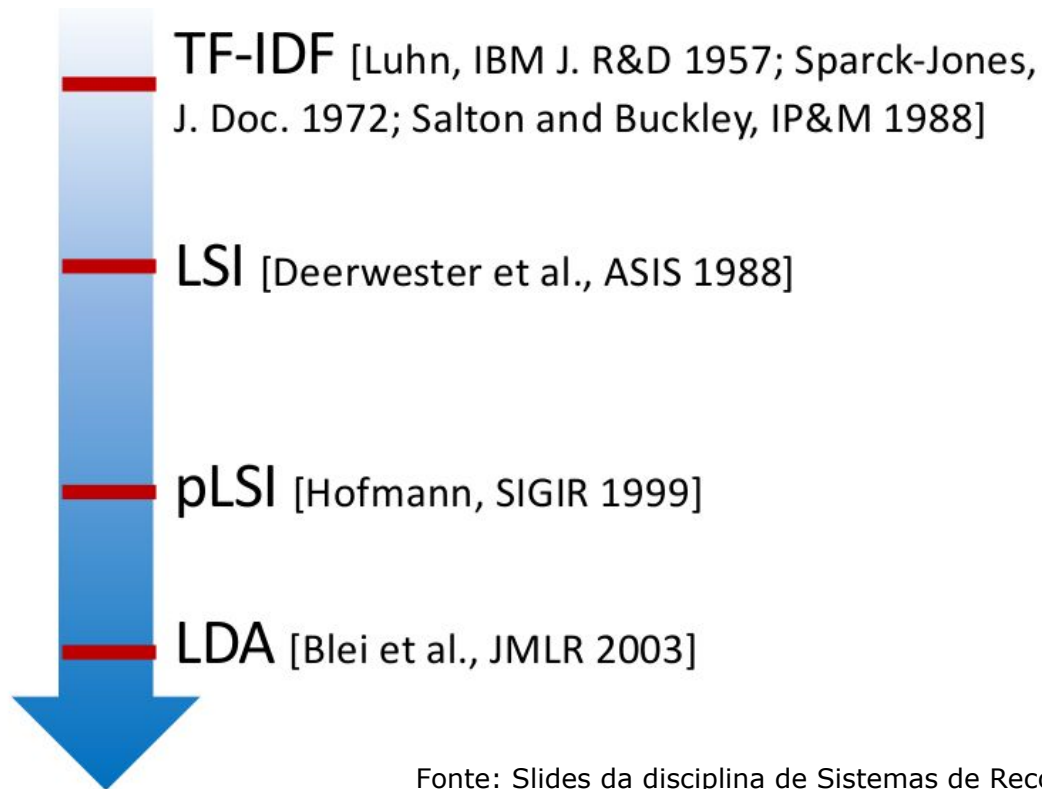 TF-IDF [Luhn, IBM J. R&D 1957; Sparck-Jones,
J. Doc. 1972; Salton and Buckley, IP&M 1988]
LSI [Deerwester et al., ASIS 1988]
pLSI [Hofmann, SIGIR 1999]
LDA [Blei et al., JMLR 2003]
Fonte: Slides da disciplina de Sistemas de